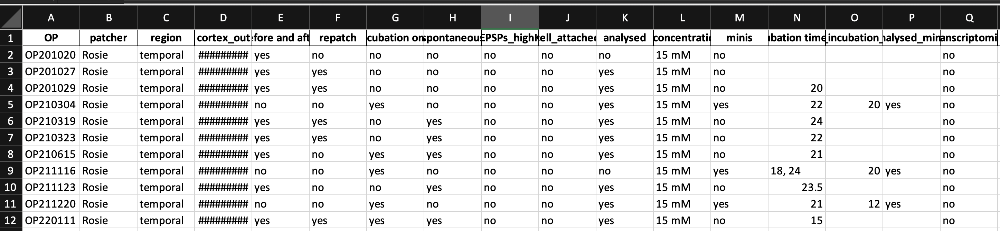 A B C D E F G H I J K L M N O P Q
1 OP patcher region cortex_out fore and aft repatch cubation on spontaneous EPSPs_highK ell_attached analysed concentratio minis ubation time _incubation_ nalysed_min anscriptomi
2 OP201020 Rosie temporal ######### yes no no no no no no 15 mM no no
3 OP201027 Rosie temporal ######### yes yes no no no no yes 15 mM no no
4 OP201029 Rosie temporal ######### yes yes no no no no yes 15 mM no 20 no
5 OP210304 Rosie temporal ######### no no yes no no no yes 15 mM yes 22 20 yes no
6 OP210319 Rosie temporal ######### yes yes no yes no no yes 15 mM no 24 no
7 OP210323 Rosie temporal ######### yes yes no yes no no yes 15 mM no 22 no
8 OP210615 Rosie temporal ######### yes no yes yes no no yes 15 mM no 21 no
9 OP211116 Rosie temporal ######### no no yes no no no no 15 mM yes 18, 24 20 yes no
10 OP211123 Rosie temporal ######### yes no no yes no no yes 15 mM no 23.5 no
11 OP211220 Rosie temporal ######### no no yes no no no yes 15 mM yes 21 12 yes no
12 OP220111 Rosie temporal ######### yes yes yes yes no no yes 15 mM no 15 no